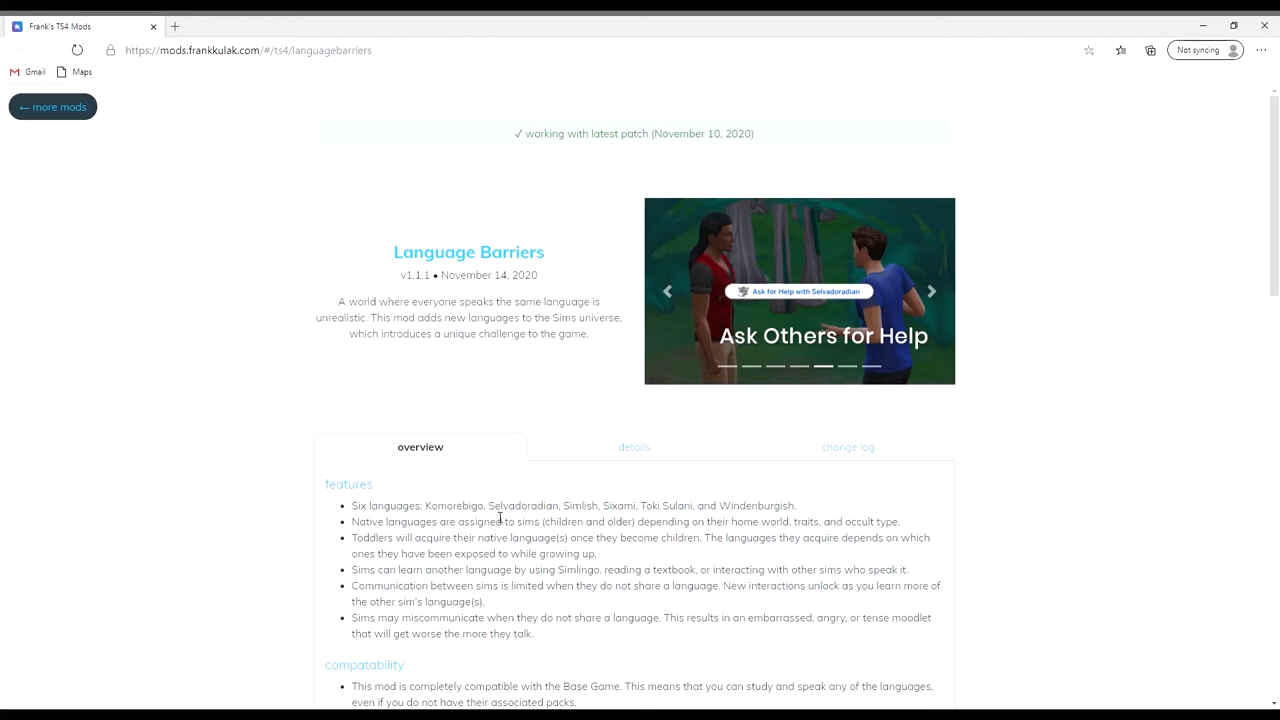 Frank's TS4 Mods
https://mods.frankkulak.com/#/ts4/languagebarriers
Not syncing
Gmail
Maps
← more mods
✓ working with latest patch (November 10, 2020)
Language Barriers
v1.1.1 • November 14, 2020
A world where everyone speaks the same language is
unrealistic. This mod adds new languages to the Sims universe,
which introduces a unique challenge to the game.
Ask for Help with Selvadoradian
Ask Others for Help
overview
details
change log
features
• Six languages: Komorebigo, Selvadoradian, Simlish, Sixami, Toki Sulani, and Windenburgish.
• Native languages are assigned to sims (children and older) depending on their home world, traits, and occult type.
• Toddlers will acquire their native language(s) once they become children. The languages they acquire depends on which
ones they have been exposed to while growing up.
• Sims can learn another language by using Simlingo, reading a textbook, or interacting with other sims who speak it.
• Communication between sims is limited when they do not share a language. New interactions unlock as you learn more of
the other sim's language(s).
• Sims may miscommunicate when they do not share a language. This results in an embarrassed, angry, or tense moodlet
that will get worse the more they talk.
compatability
• This mod is completely compatible with the Base Game. This means that you can study and speak any of the languages,
even if you do not have their associated packs.